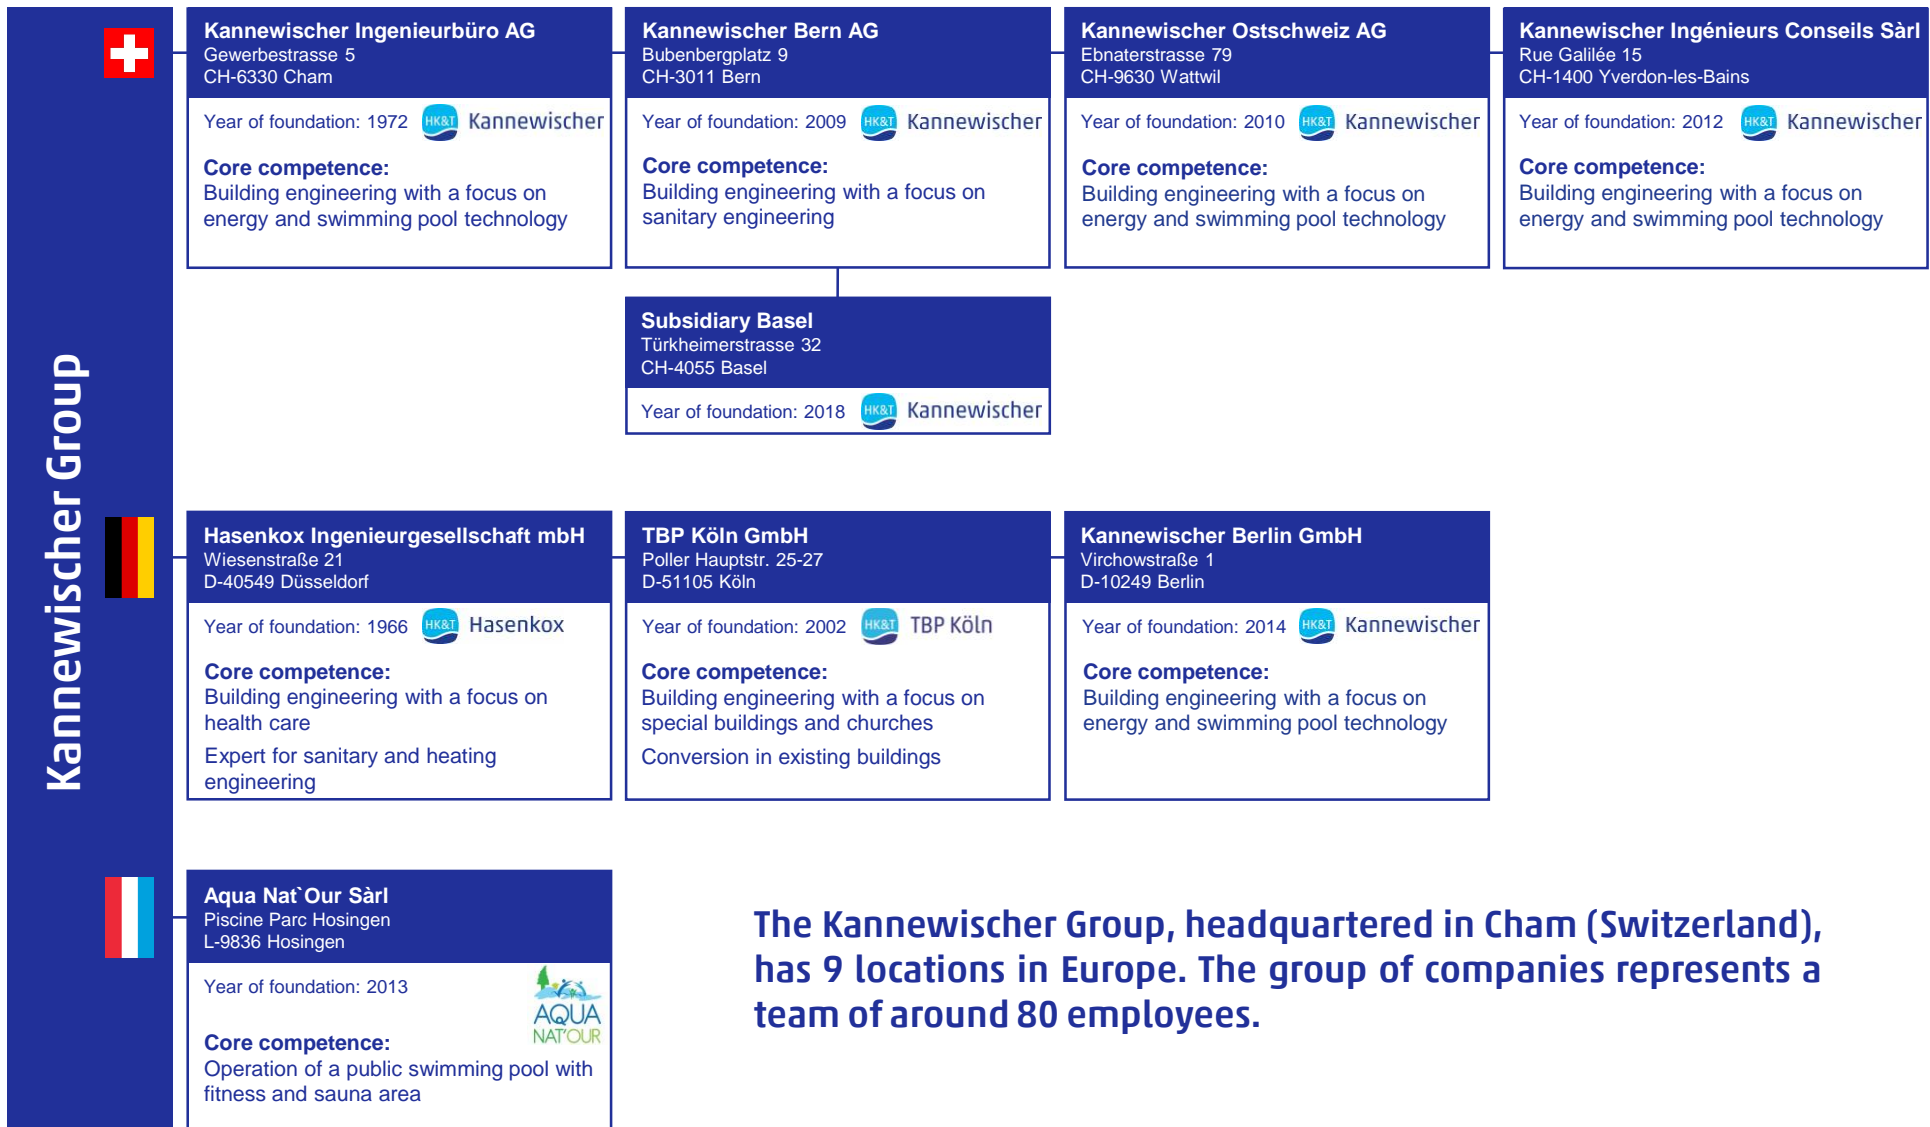 Kannewischer Group
Kannewischer Ingenieurbüro AG
Gewerbestrasse 5
CH-6330 Cham
Year of foundation: 1972
HK&T Kannewischer
Core competence:
Building engineering with a focus on
energy and swimming pool technology
Kannewischer Bern AG
Bubenbergplatz 9
CH-3011 Bern
Year of foundation: 2009
HK&T Kannewischer
Core competence:
Building engineering with a focus on
sanitary engineering
Kannewischer Ostschweiz AG
Ebnaterstrasse 79
CH-9630 Wattwil
Year of foundation: 2010
HK&T Kannewischer
Core competence:
Building engineering with a focus on
energy and swimming pool technology
Kannewischer Ingénieurs Conseils Sàrl
Rue Galilée 15
CH-1400 Yverdon-les-Bains
Year of foundation: 2012
HK&T Kannewischer
Core competence:
Building engineering with a focus on
energy and swimming pool technology
Subsidiary Basel
Türkheimerstrasse 32
CH-4055 Basel
Year of foundation: 2018
HK&T Kannewischer
Hasenkox Ingenieurgesellschaft mbH
Wiesenstraße 21
D-40549 Düsseldorf
Year of foundation: 1966
HK&T Hasenkox
Core competence:
Building engineering with a focus on
health care
Expert for sanitary and heating
engineering
TBP Köln GmbH
Poller Hauptstr. 25-27
D-51105 Köln
Year of foundation: 2002
HK&T TBP Köln
Core competence:
Building engineering with a focus on
special buildings and churches
Conversion in existing buildings
Kannewischer Berlin GmbH
Virchowstraße 1
D-10249 Berlin
Year of foundation: 2014
HK&T Kannewischer
Core competence:
Building engineering with a focus on
energy and swimming pool technology
Aqua Nat`Our Sàrl
Piscine Parc Hosingen
L-9836 Hosingen
Year of foundation: 2013
AQUA
NAT'OUR
Core competence:
Operation of a public swimming pool with
fitness and sauna area
The Kannewischer Group, headquartered in Cham (Switzerland),
has 9 locations in Europe. The group of companies represents a
team of around 80 employees.